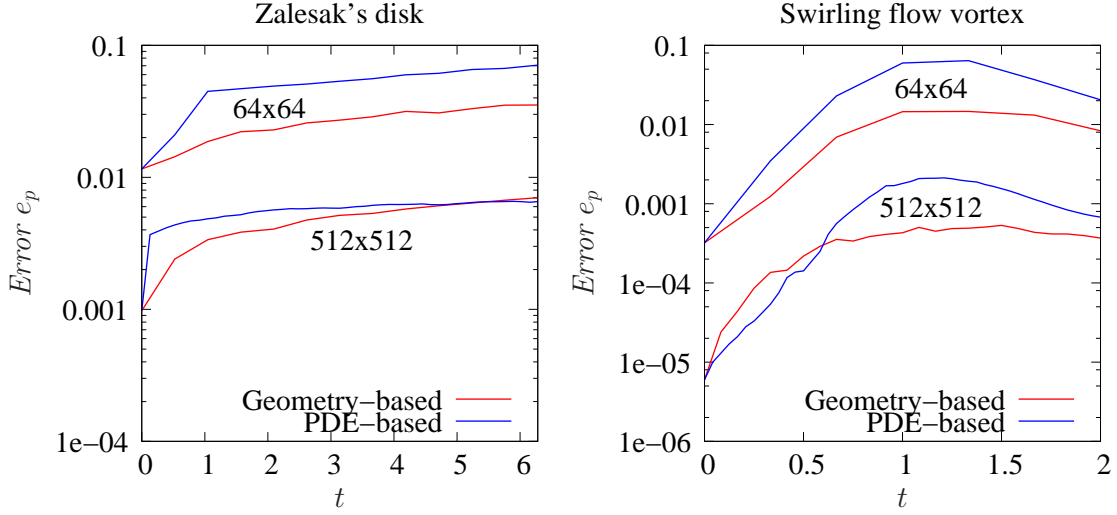 Zalesak's disk
0.1
0.01
0.001
1e−04
Error e_p
64x64
512x512
Geometry−based
PDE−based
0 1 2 3 4 5 6
t
Swirling flow vortex
0.1
0.01
0.001
1e−04
1e−05
1e−06
Error e_p
64x64
512x512
Geometry−based
PDE−based
0 0.5 1 1.5 2
t